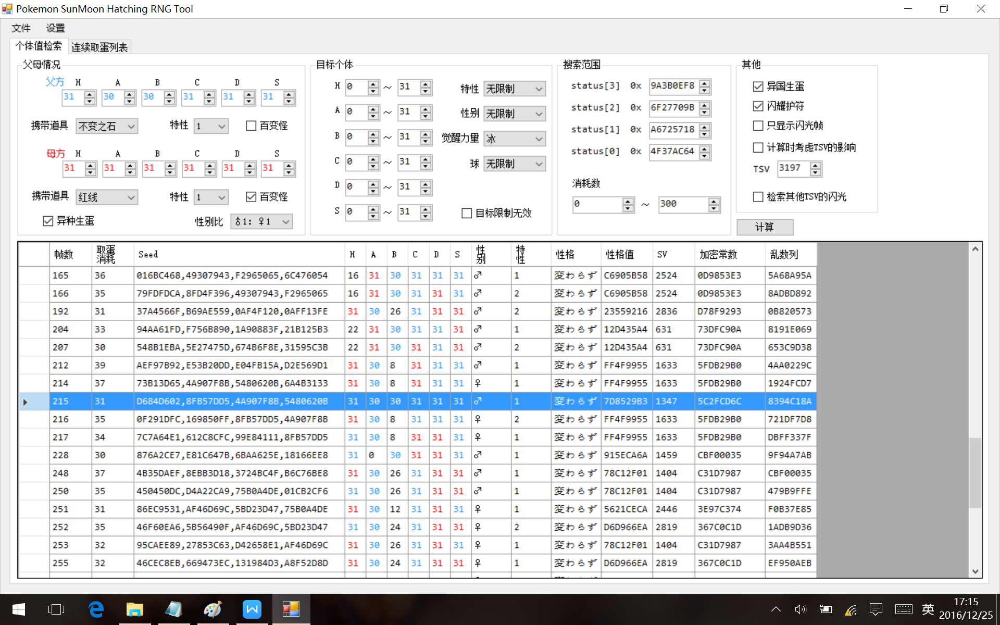 Pokemon SunMoon Hatching RNG Tool
文件 设置
个体值检索 连续取蛋列表
父母情况
父方 H A B C D S
31 30 30 31 31 31
携带道具 不变之石 特性 1 百变怪
母方 H A B C D S
31 31 31 31 31 31
携带道具 红线 特性 1 百变怪
异种生蛋 性别比 ♂1: ♀1
目标个体
H 0 ~ 31 特性 无限制
A 0 ~ 31 性别 无限制
B 0 ~ 31 觉醒力量 冰
C 0 ~ 31 球 无限制
D 0 ~ 31
S 0 ~ 31 目标限制无效
搜索范围
status[3] 0x 9A3B0EF8
status[2] 0x 6F27709B
status[1] 0x A6725718
status[0] 0x 4F37AC64
消耗数
0 ~ 300
其他
异国生蛋
闪耀护符
只显示闪光帧
计算时考虑TSV的影响
TSV 3197
检索其他TSV的闪光
计算
帧数 取蛋消耗 Seed H A B C D S 性别 特性 性格 性格值 SV 加密常数 乱数列
165 36 016BC468,49307943,F2965065,6C476054 16 31 30 31 31 31 ♂ 1 変わらず C6905B58 2524 0D9853E3 5A68A95A
166 35 79FDFDCA,8FD4F396,49307943,F2965065 16 31 30 31 31 31 ♂ 2 変わらず C6905B58 2524 0D9853E3 8ADBD892
192 31 37A4566F,B69AE559,0AF4F120,0AFF13FE 31 30 26 31 31 31 ♂ 2 変わらず 23559216 2836 D78F9293 0B820573
204 33 94AA61FD,F756B890,1A90883F,21B125B3 22 31 30 31 31 31 ♂ 1 変わらず 12D435A4 631 73DFC90A 8191E069
207 30 548B1EBA,5E27475D,674B6F8E,31595C3B 22 31 30 31 31 31 ♂ 2 変わらず 12D435A4 631 73DFC90A 653C9D38
212 39 AEF97B92,E53B20DD,E04FB15A,D2E569D1 31 30 8 31 31 31 ♂ 1 変わらず FF4F9955 1633 5FDB29B0 4AA0229C
214 37 73B13D65,4A907F8B,5480620B,6A4B3133 31 30 8 31 31 31 ♀ 1 変わらず FF4F9955 1633 5FDB29B0 1924FCD7
215 31 D684D602,8FB57DD5,4A907F8B,5480620B 31 30 30 31 31 31 ♂ 1 変わらず 7D8529B3 1347 5C2FCD6C 8394C18A
216 35 0F291DFC,169850FF,8FB57DD5,4A907F8B 31 30 8 31 31 31 ♀ 2 変わらず FF4F9955 1633 5FDB29B0 721DF7D8
217 34 7C7A64E1,612C8CFC,99E84111,8FB57DD5 31 30 8 31 31 31 ♀ 1 変わらず FF4F9955 1633 5FDB29B0 DBFF337F
228 30 876A2CE7,E81C647B,6BAA625E,18166EE8 31 0 30 31 31 31 ♂ 1 変わらず 915ECA6A 1459 CBF00035 9F94A7AB
248 37 4B35DAEF,8EBB3D18,3724BC4F,B6C76BE8 31 30 26 31 31 31 ♂ 1 変わらず 78C12F01 1404 C31D7987 CBF00035
250 35 450450DC,D4A22CA9,75B0A4DE,01CB2CF6 31 30 26 31 31 31 ♂ 1 変わらず 78C12F01 1404 C31D7987 479B9FFE
251 31 86EC9531,AF46D69C,5BD23D47,75B0A4DE 31 30 12 31 31 31 ♀ 1 変わらず 5621CECA 2446 3E97C374 F0B37E85
252 35 46F60EA6,5B56490F,AF46D69C,5BD23D47 31 30 24 31 31 31 ♀ 2 変わらず D6D966EA 2819 367C0C1D 1ADB9D36
253 32 95CAEE89,27853C63,D42658E1,AF46D69C 31 30 26 31 31 31 ♀ 1 変わらず 78C12F01 1404 C31D7987 3AA4B551
255 32 46CEC8EB,669473EC,131984D3,A8F52D8D 31 30 24 31 31 31 ♀ 1 変わらず D6D966EA 2819 367C0C1D EF950AEB
英 17:15
2016/12/25